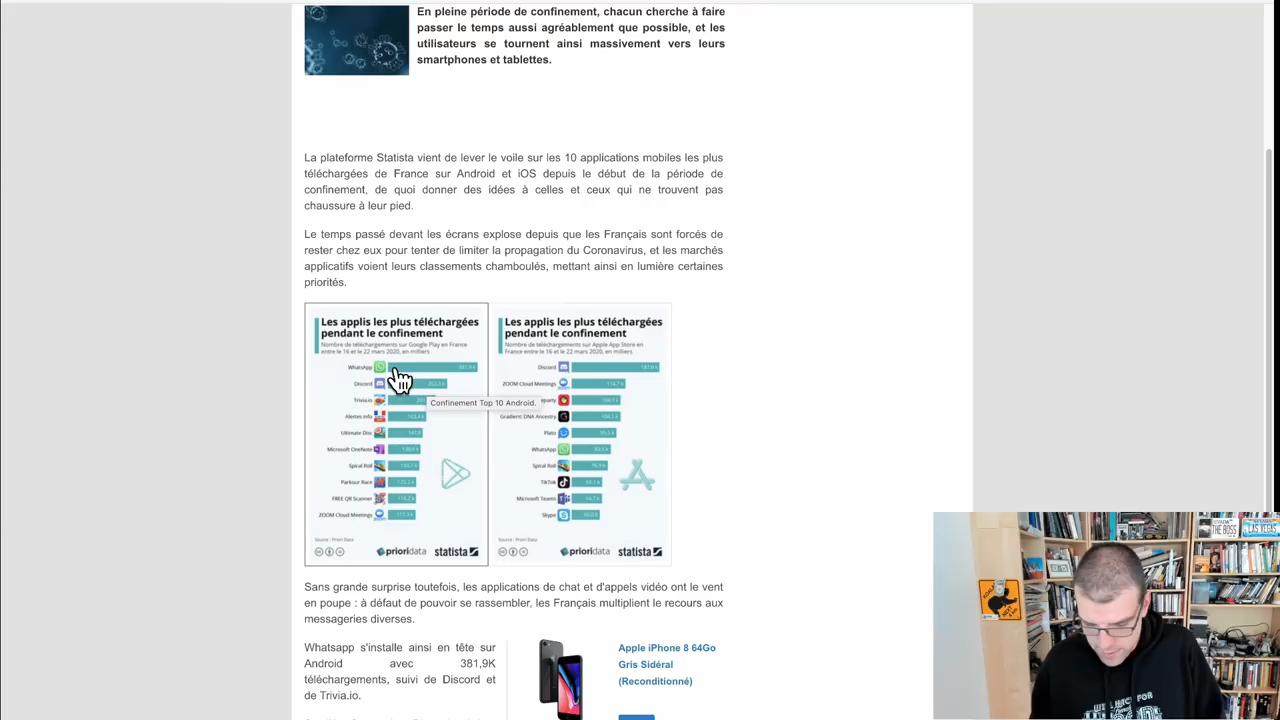 En pleine période de confinement, chacun cherche à faire
passer le temps aussi agréablement que possible, et les
utilisateurs se tournent ainsi massivement vers leurs
smartphones et tablettes.
La plateforme Statista vient de lever le voile sur les 10 applications mobiles les plus
téléchargées de France sur Android et iOS depuis le début de la période de
confinement, de quoi donner des idées à celles et ceux qui ne trouvent pas
chaussure à leur pied.
Le temps passé devant les écrans explose depuis que les Français sont forcés de
rester chez eux pour tenter de limiter la propagation du Coronavirus, et les marchés
applicatifs voient leurs classements chamboulés, mettant ainsi en lumière certaines
priorités.
Les applis les plus téléchargées
pendant le confinement
Nombre de téléchargements sur Google Play en France
entre le 16 et le 22 mars 2020, en milliers
WhatsApp
Discord
Trivia.io
Alertes info
Ultimate Disc
Microsoft OneNote
Spiral Roll
Parkour Race
FREE QR Scanner
ZOOM Cloud Meetings
Source : Priori Data
prioridata statista
Confinement Top 10 Android.
Les applis les plus téléchargées
pendant le confinement
Nombre de téléchargements sur Apple App Store en
France entre le 16 et le 22 mars 2020, en milliers
Discord
ZOOM Cloud Meetings
Gradient: DNA Ancestry
Plato
WhatsApp
Spiral Roll
TikTok
Microsoft Teams
Skype
Source : Priori Data
prioridata statista
Sans grande surprise toutefois, les applications de chat et d'appels vidéo ont le vent
en poupe : à défaut de pouvoir se rassembler, les Français multiplient le recours aux
messageries diverses.
Whatsapp s'installe ainsi en tête sur
Android avec 381,9K
téléchargements, suivi de Discord et
de Trivia.io.
Apple iPhone 8 64Go
Gris Sidéral
(Reconditionné)
THE BOSS
LAS VEGAS